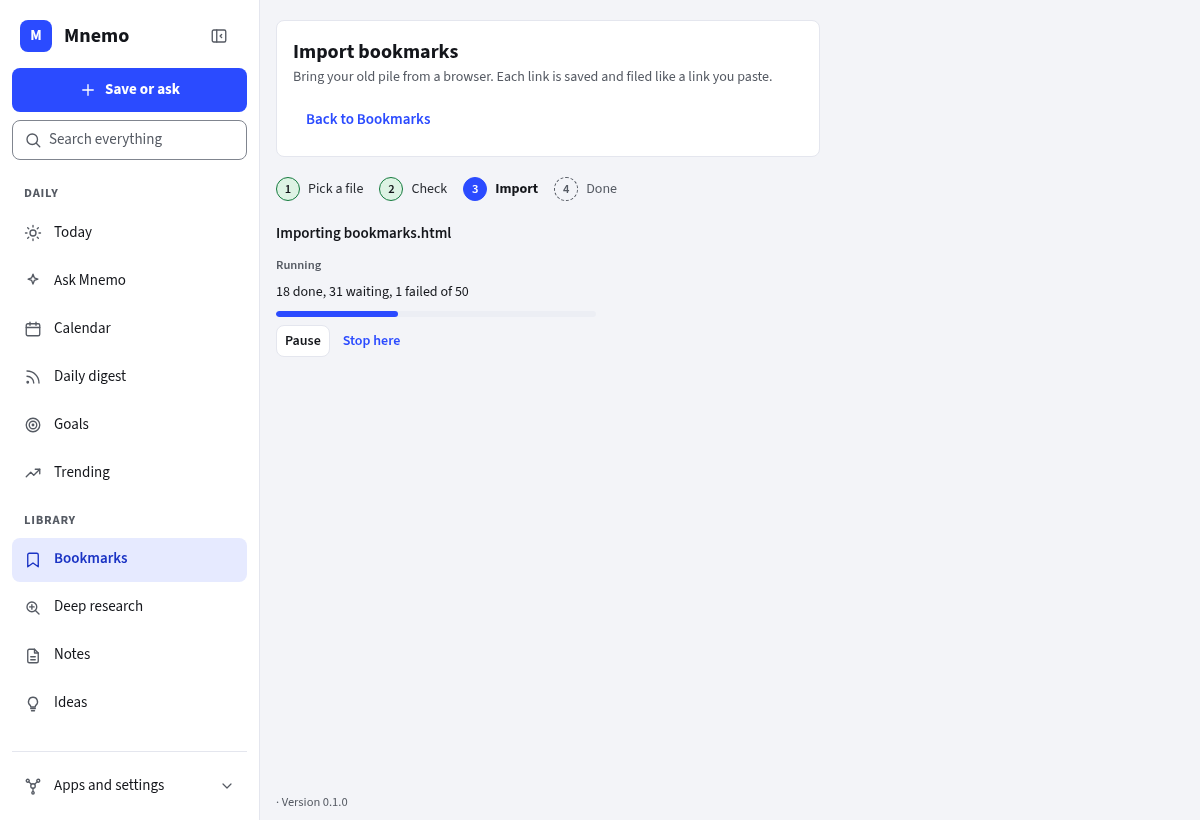 M Mnemo
Save or ask
Search everything
DAILY
Today
Ask Mnemo
Calendar
Daily digest
Goals
Trending
LIBRARY
Bookmarks
Deep research
Notes
Ideas
Apps and settings
Import bookmarks
Bring your old pile from a browser. Each link is saved and filed like a link you paste.
Back to Bookmarks
1 Pick a file 2 Check 3 Import 4 Done
Importing bookmarks.html
Running
18 done, 31 waiting, 1 failed of 50
Pause Stop here
· Version 0.1.0